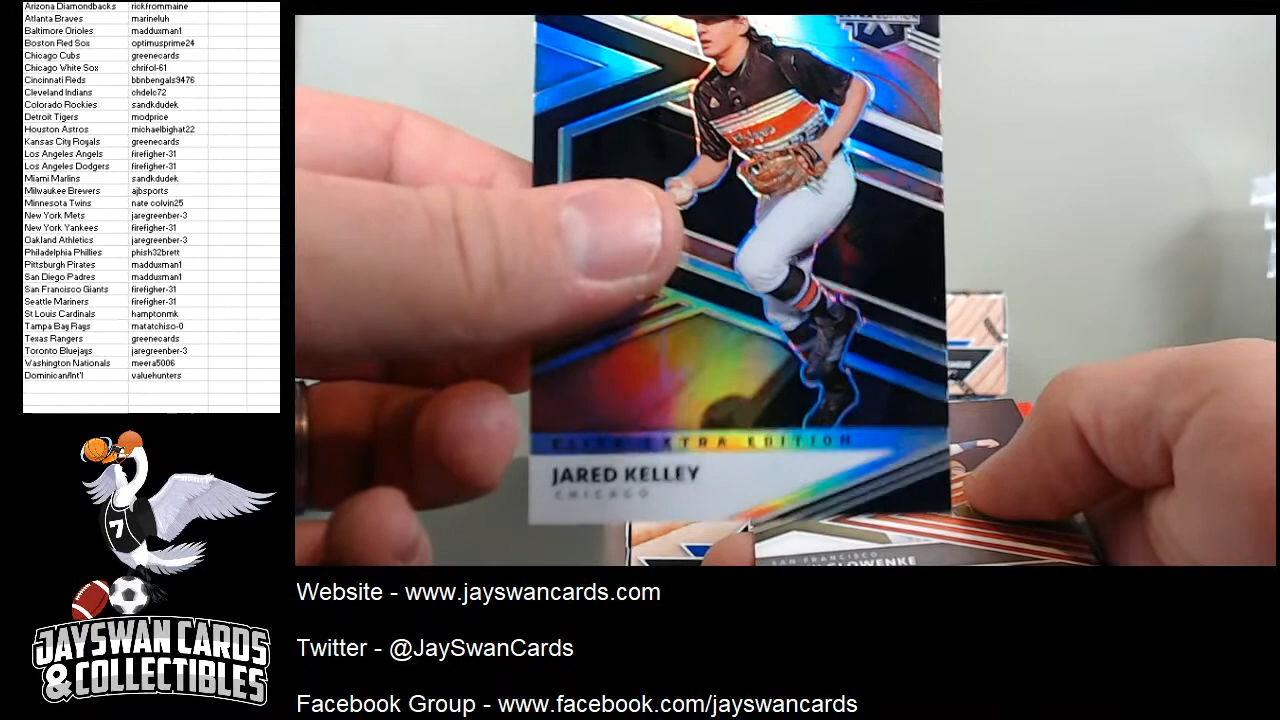 Arizona Diamondbacks rickfrommaine
Atlanta Braves marineluh
Baltimore Orioles madduxman1
Boston Red Sox optimusprime24
Chicago Cubs greenecards
Chicago White Sox chrifol-61
Cincinnati Reds bbnbengals9476
Cleveland Indians chdelc72
Colorado Rockies sandkdudek
Detroit Tigers modprice
Houston Astros michaelbighat22
Kansas City Royals greenecards
Los Angeles Angels firefigher-31
Los Angeles Dodgers firefigher-31
Miami Marlins sandkdudek
Milwaukee Brewers ajbsports
Minnesota Twins nate colvin25
New York Mets jaregreenber-3
New York Yankees firefigher-31
Oakland Athletics jaregreenber-3
Philadelphia Phillies phish32brett
Pittsburgh Pirates madduxman1
San Diego Padres madduxman1
San Francisco Giants firefigher-31
Seattle Mariners firefigher-31
St Louis Cardinals hamptonmk
Tampa Bay Rays matatchiso-0
Texas Rangers greenecards
Toronto Bluejays jaregreenber-3
Washington Nationals meera5006
Dominican/Int'l valuehunters
EXTRA EDITION
ELITE EXTRA EDITION
JARED KELLEY
CHICAGO
SAN FRANCISCO
7
JAYSWAN CARDS
& COLLECTIBLES
Website - www.jayswancards.com
Twitter - @JaySwanCards
Facebook Group - www.facebook.com/jayswancards